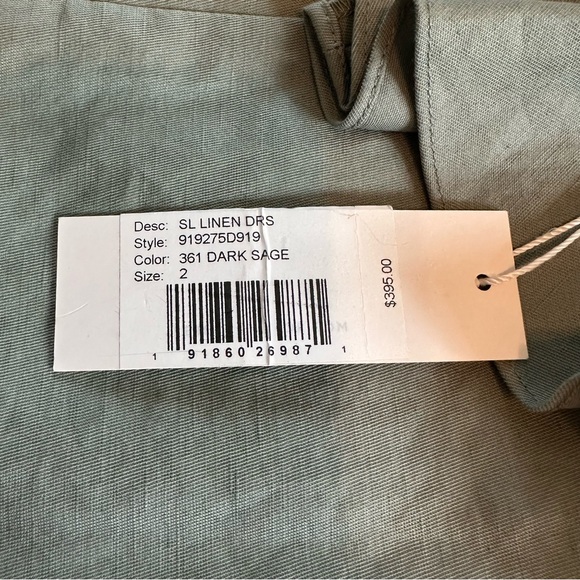 Desc: SL LINEN DRS
Style: 919275D919
Color: 361 DARK SAGE
Size: 2
$395.00
1 91860 26987 1